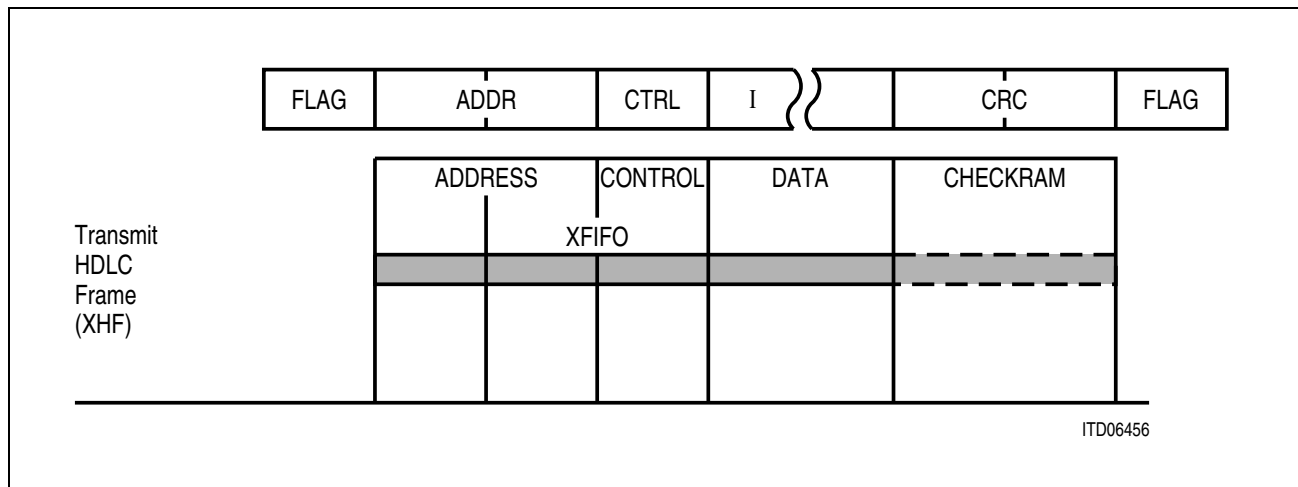 FLAG ADDR CTRL I CRC FLAG
ADDRESS CONTROL DATA CHECKRAM
XFIFO
Transmit
HDLC
Frame
(XHF)
ITD06456